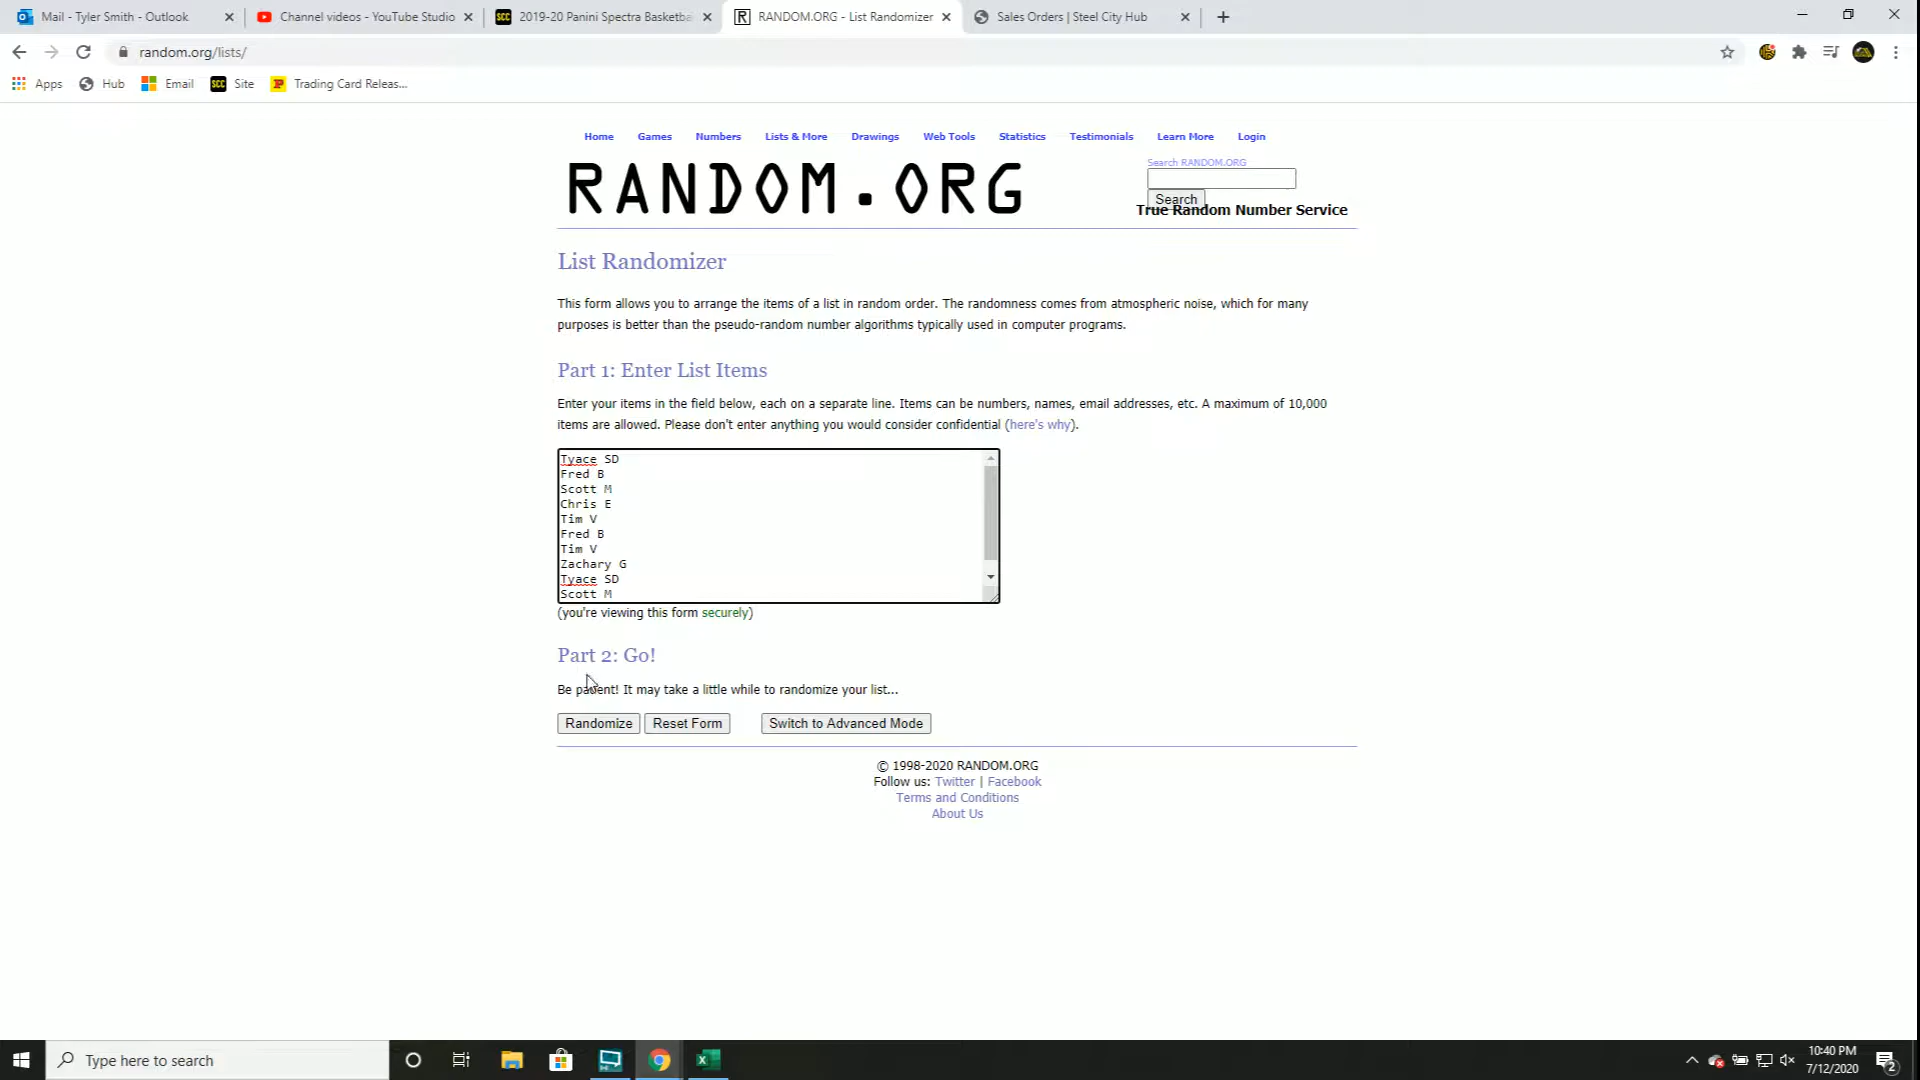 Mail - Tyler Smith - Outlook
Channel videos - YouTube Studio
SCC 2019-20 Panini Spectra Basketba
R RANDOM.ORG - List Randomizer
Sales Orders | Steel City Hub
random.org/lists/
Apps
Hub
Email
SCC Site
Trading Card Releas...
Home
Games
Numbers
Lists & More
Drawings
Web Tools
Statistics
Testimonials
Learn More
Login
RANDOM.ORG
Search RANDOM.ORG
Search
True Random Number Service
List Randomizer
This form allows you to arrange the items of a list in random order. The randomness comes from atmospheric noise, which for many
purposes is better than the pseudo-random number algorithms typically used in computer programs.
Part 1: Enter List Items
Enter your items in the field below, each on a separate line. Items can be numbers, names, email addresses, etc. A maximum of 10,000
items are allowed. Please don't enter anything you would consider confidential (here's why).
Tyace SD
Fred B
Scott M
Chris E
Tim V
Fred B
Tim V
Zachary G
Tyace SD
Scott M
(you're viewing this form securely)
Part 2: Go!
Be patient! It may take a little while to randomize your list...
Randomize
Reset Form
Switch to Advanced Mode
© 1998-2020 RANDOM.ORG
Follow us: Twitter | Facebook
Terms and Conditions
About Us
Type here to search
10:40 PM
7/12/2020
2